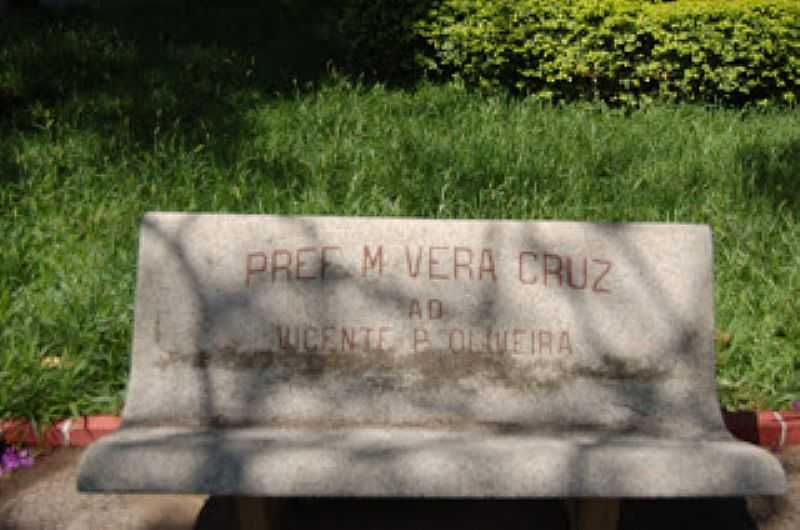 PREF M VERA CRUZ
AD
VICENTE P OLIVEIRA